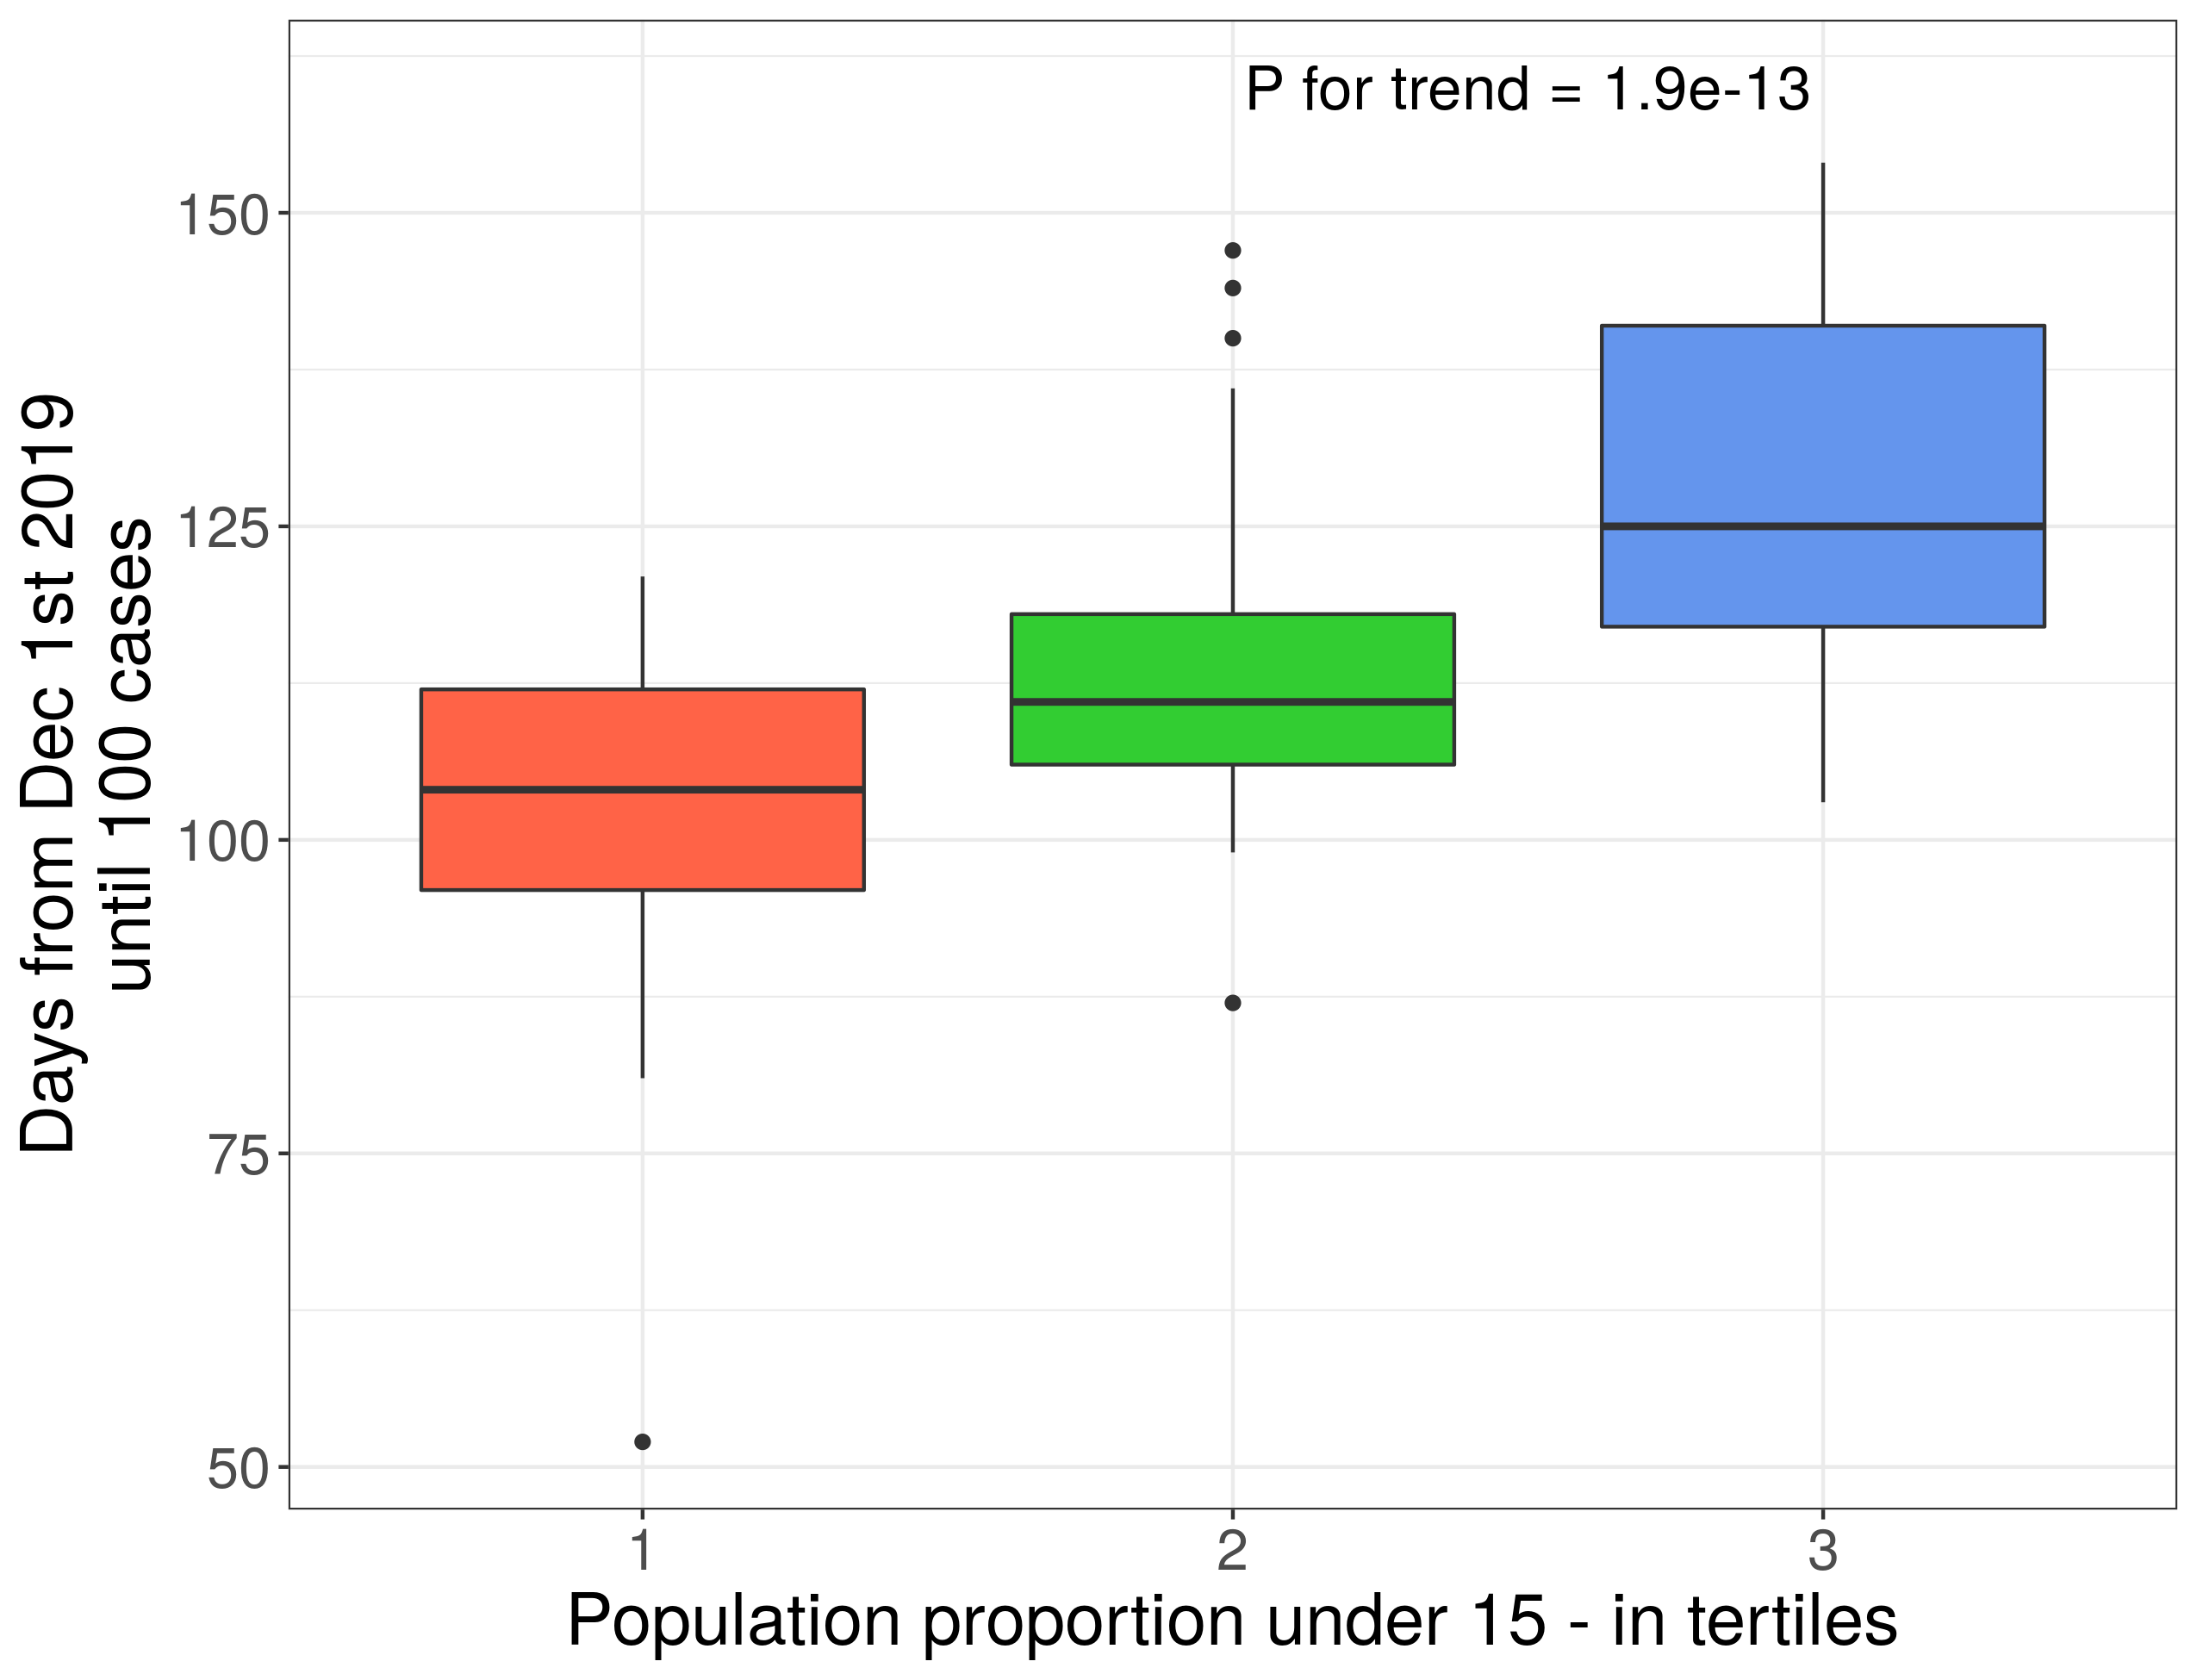 P for trend = 1.9e-13
Days from Dec 1st 2019
until 100 cases
150
125
100
75
50
1
2
3
Population proportion under 15 - in tertiles